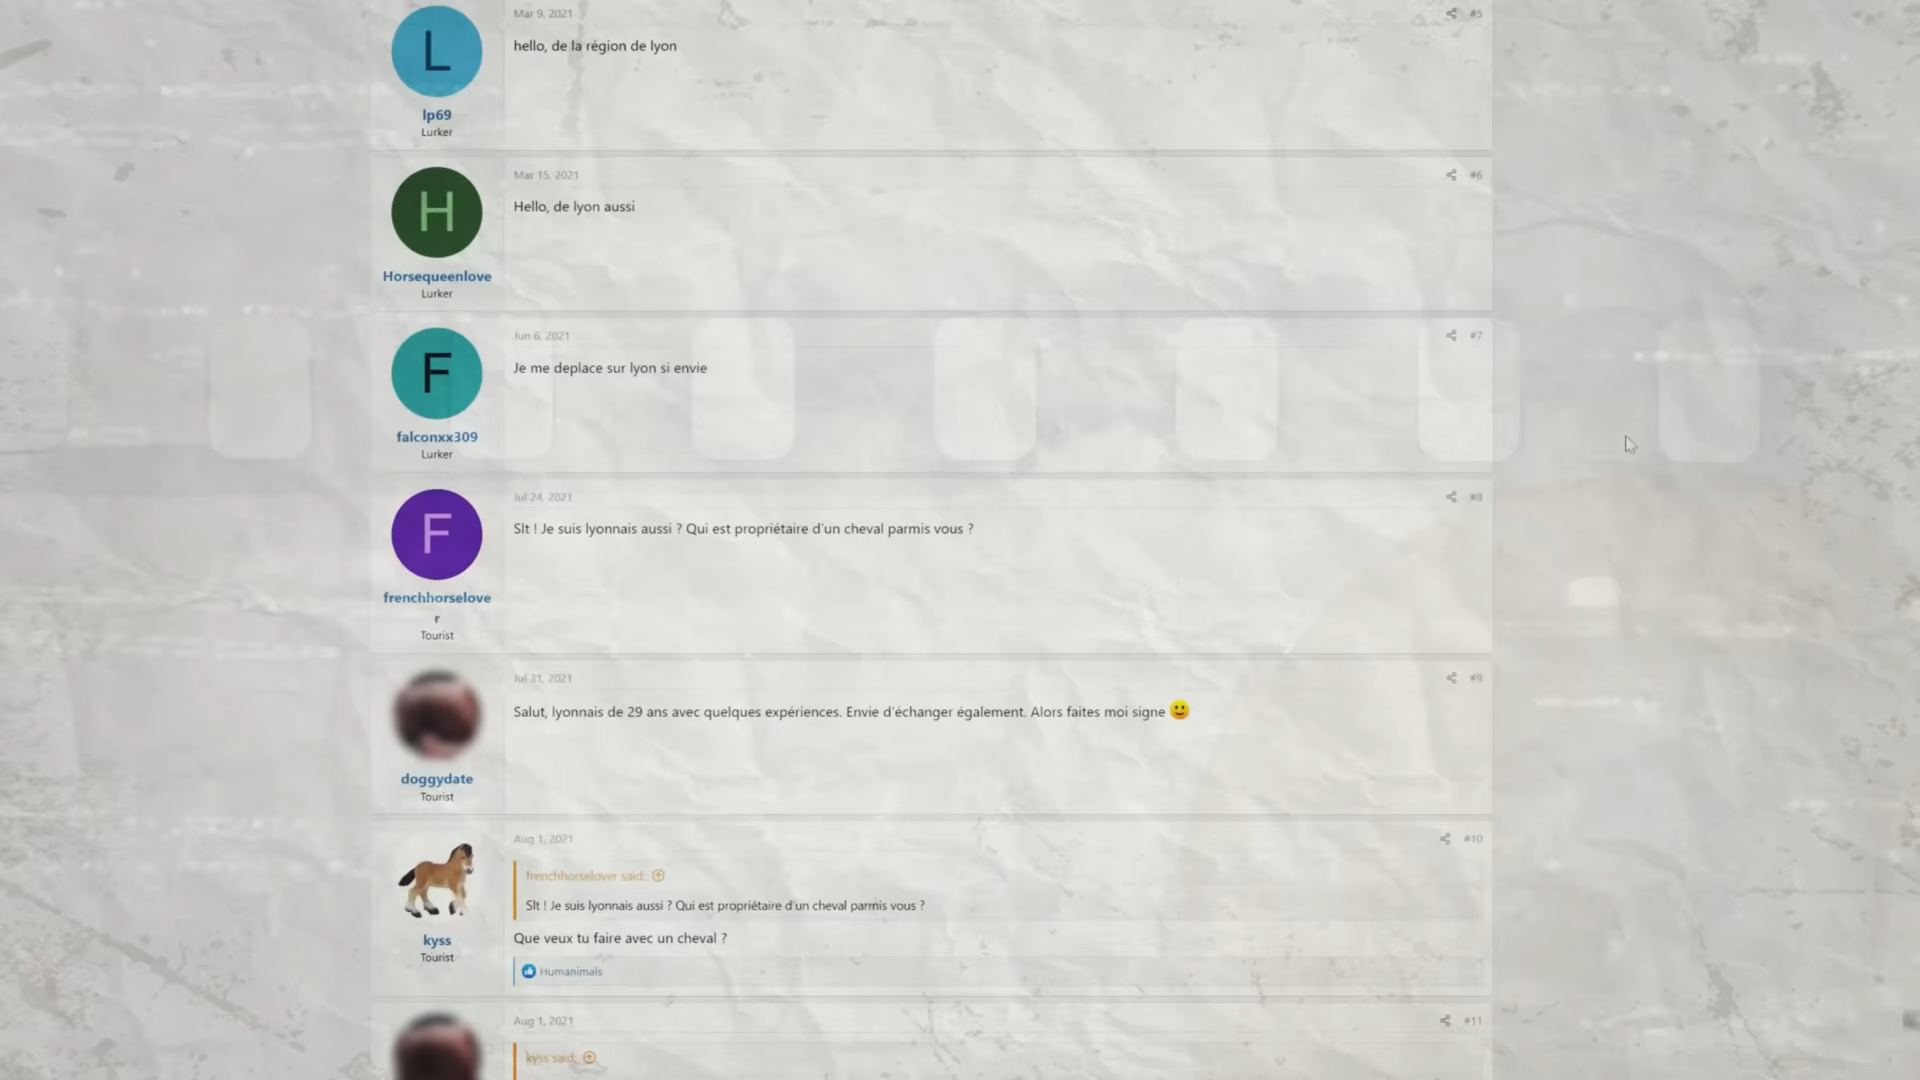 Mar 9, 2021 #5
L
hello, de la région de lyon
lp69
Lurker
Mar 15, 2021 #6
H
Hello, de lyon aussi
Horsequeenlove
Lurker
Jun 6, 2021 #7
F
Je me deplace sur lyon si envie
falconxx309
Lurker
Jul 24, 2021 #8
F
Slt ! Je suis lyonnais aussi ? Qui est propriétaire d'un cheval parmis vous ?
frenchhorselove
r
Tourist
Jul 31, 2021 #9
Salut, lyonnais de 29 ans avec quelques expériences. Envie d'échanger également. Alors faites moi signe 🙂
doggydate
Tourist
Aug 1, 2021 #10
frenchhorselover said:
Slt ! Je suis lyonnais aussi ? Qui est propriétaire d'un cheval parmis vous ?
Que veux tu faire avec un cheval ?
kyss
Tourist
Humanimals
Aug 1, 2021 #11
kyss said: